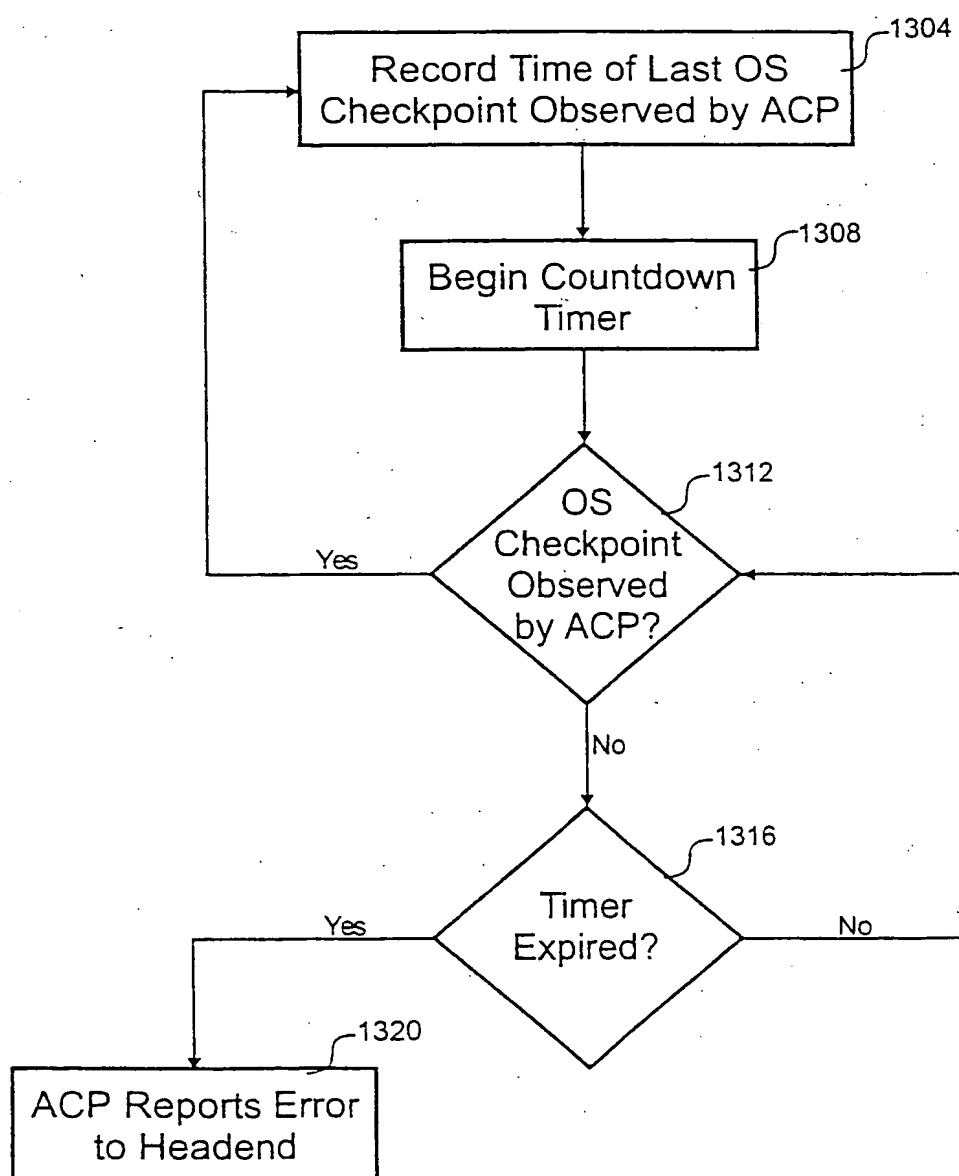 1304
Record Time of Last OS
Checkpoint Observed by ACP
1308
Begin Countdown
Timer
1312
OS
Checkpoint
Observed
by ACP?
Yes
No
1316
Timer
Expired?
Yes
No
1320
ACP Reports Error
to Headend